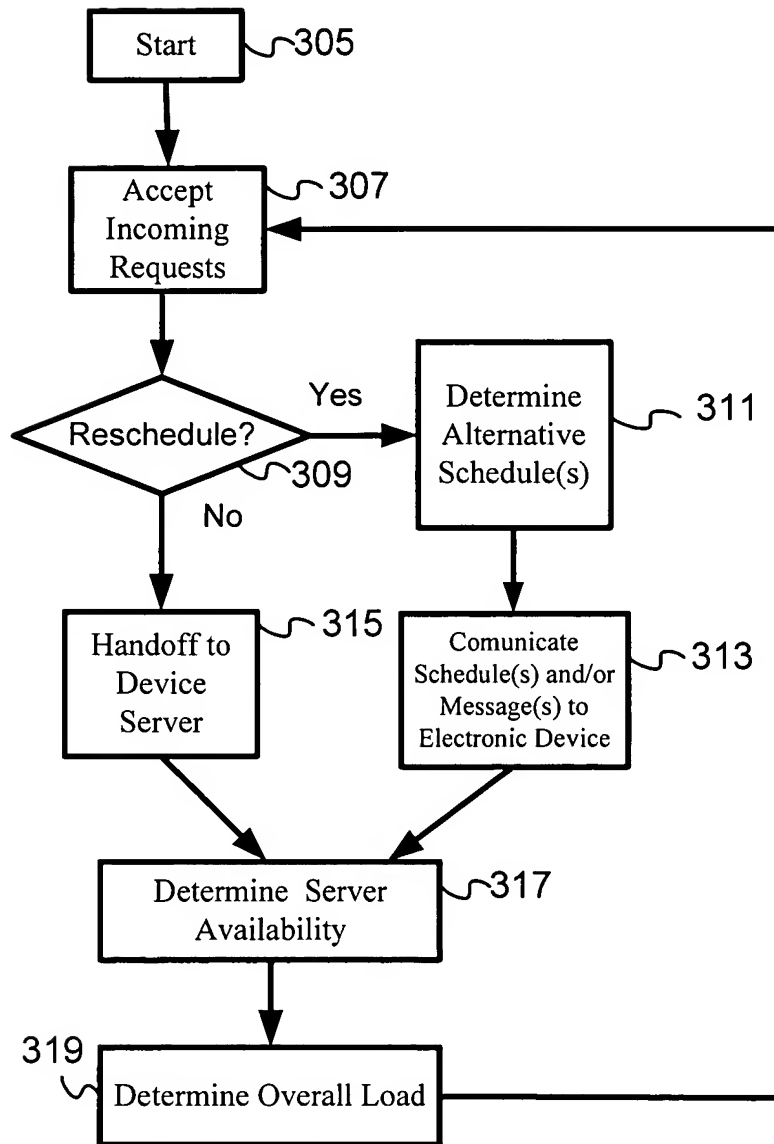 Start
305
Accept
Incoming
Requests
307
Reschedule?
309
Yes
No
Determine
Alternative
Schedule(s)
311
Handoff to
Device
Server
315
Comunicate
Schedule(s) and/or
Message(s) to
Electronic Device
313
Determine Server
Availability
317
319
Determine Overall Load